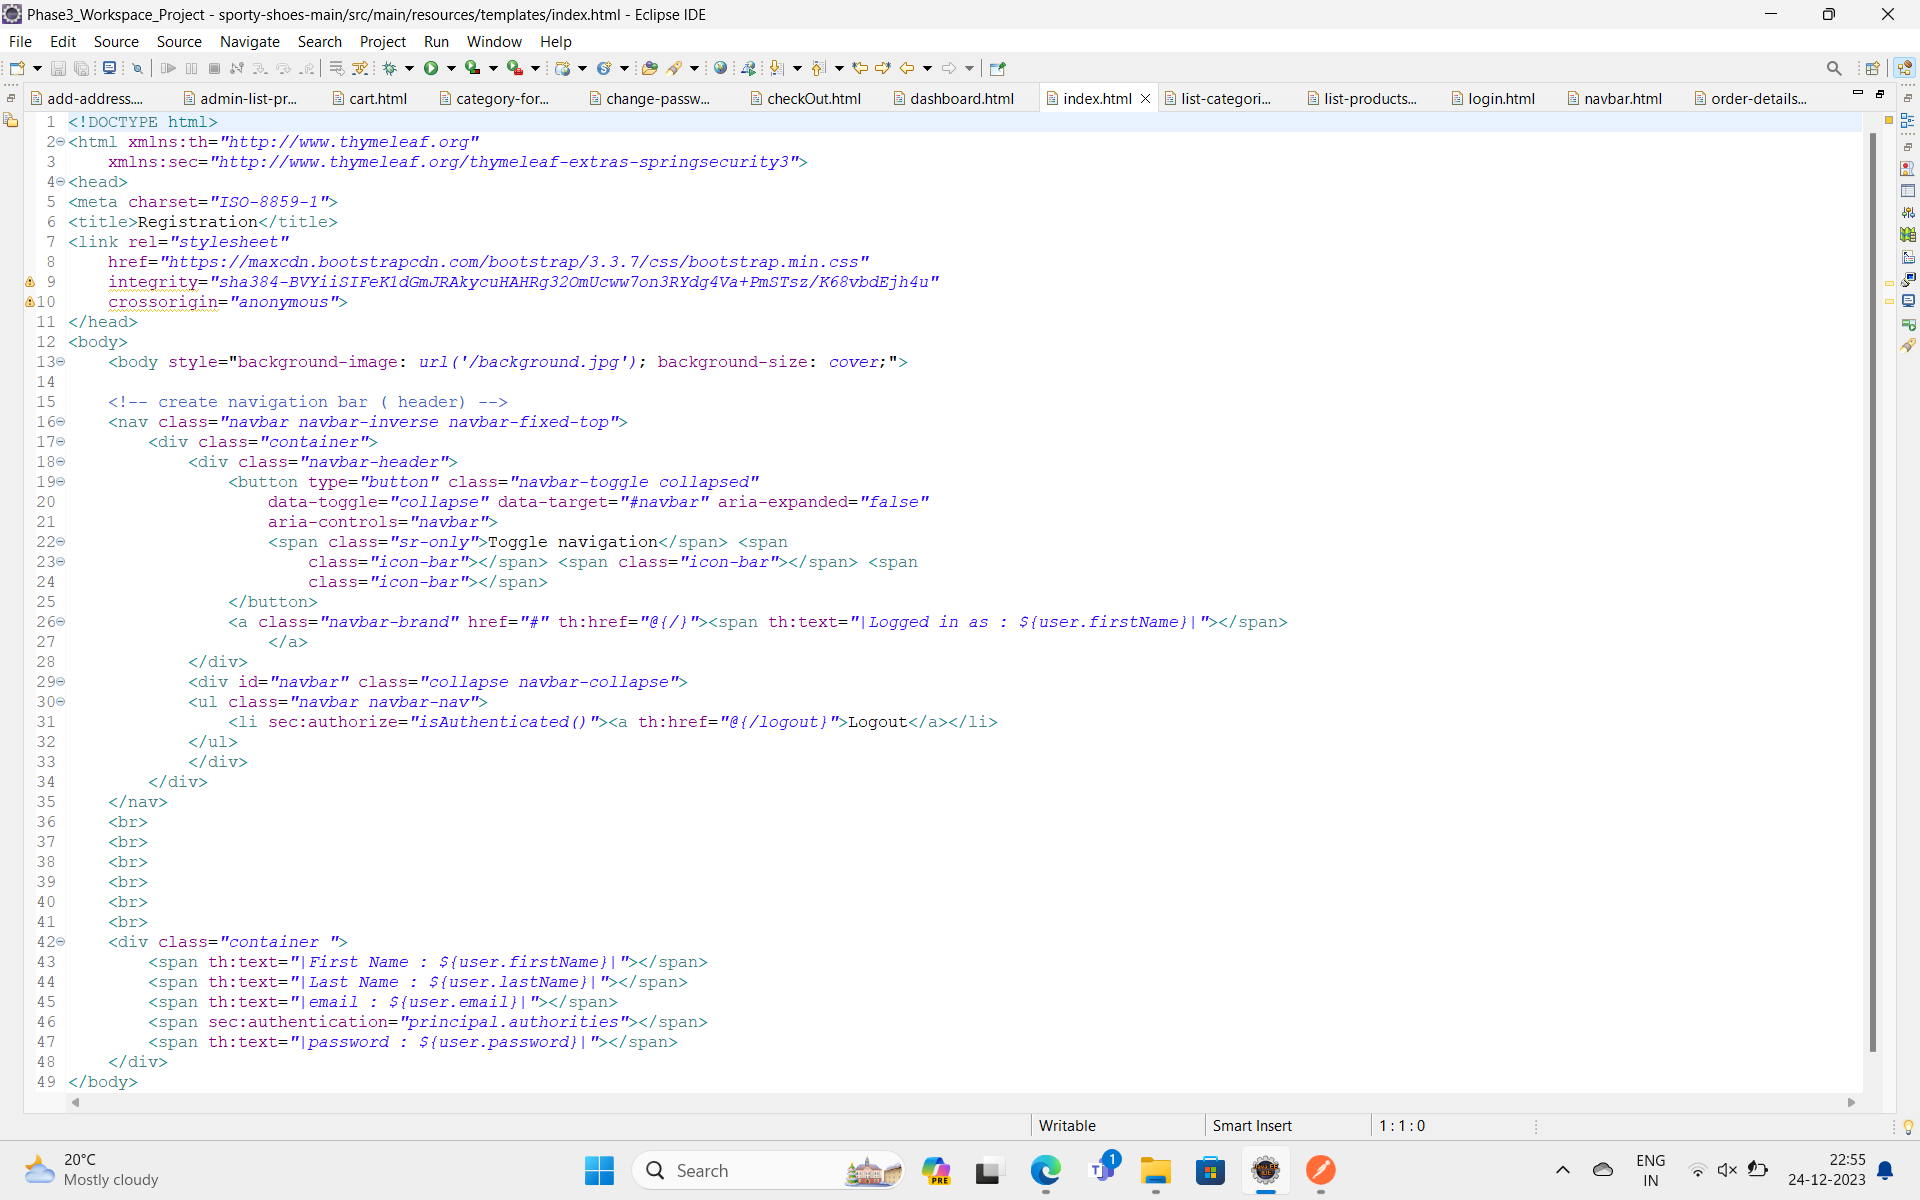 Phase3_Workspace_Project - sporty-shoes-main/src/main/resources/templates/index.html - Eclipse IDE
File Edit Source Source Navigate Search Project Run Window Help
add-address.... admin-list-pr... cart.html category-for... change-passw... checkOut.html dashboard.html index.html list-categori... list-products... login.html navbar.html order-details...
1 <!DOCTYPE html>
2 <html xmlns:th="http://www.thymeleaf.org"
3 xmlns:sec="http://www.thymeleaf.org/thymeleaf-extras-springsecurity3">
4 <head>
5 <meta charset="ISO-8859-1">
6 <title>Registration</title>
7 <link rel="stylesheet"
8 href="https://maxcdn.bootstrapcdn.com/bootstrap/3.3.7/css/bootstrap.min.css"
9 integrity="sha384-BVYiiSIFeK1dGmJRAkycuHAHRg32OmUcww7on3RYdg4Va+PmSTsz/K68vbdEjh4u"
10 crossorigin="anonymous">
11 </head>
12 <body>
13 <body style="background-image: url('/background.jpg'); background-size: cover;">
14
15 <!-- create navigation bar ( header) -->
16 <nav class="navbar navbar-inverse navbar-fixed-top">
17 <div class="container">
18 <div class="navbar-header">
19 <button type="button" class="navbar-toggle collapsed"
20 data-toggle="collapse" data-target="#navbar" aria-expanded="false"
21 aria-controls="navbar">
22 <span class="sr-only">Toggle navigation</span> <span
23 class="icon-bar"></span> <span class="icon-bar"></span> <span
24 class="icon-bar"></span>
25 </button>
26 <a class="navbar-brand" href="#" th:href="@{/}"><span th:text="|Logged in as : ${user.firstName}|"></span>
27 </a>
28 </div>
29 <div id="navbar" class="collapse navbar-collapse">
30 <ul class="navbar navbar-nav">
31 <li sec:authorize="isAuthenticated()"><a th:href="@{/logout}">Logout</a></li>
32 </ul>
33 </div>
34 </div>
35 </nav>
36 <br>
37 <br>
38 <br>
39 <br>
40 <br>
41 <br>
42 <div class="container ">
43 <span th:text="|First Name : ${user.firstName}|"></span>
44 <span th:text="|Last Name : ${user.lastName}|"></span>
45 <span th:text="|email : ${user.email}|"></span>
46 <span sec:authentication="principal.authorities"></span>
47 <span th:text="|password : ${user.password}|"></span>
48 </div>
49 </body>
Writable Smart Insert 1 : 1 : 0
20°C
Mostly cloudy
Search
PRE
1
ENG
IN
22:55
24-12-2023